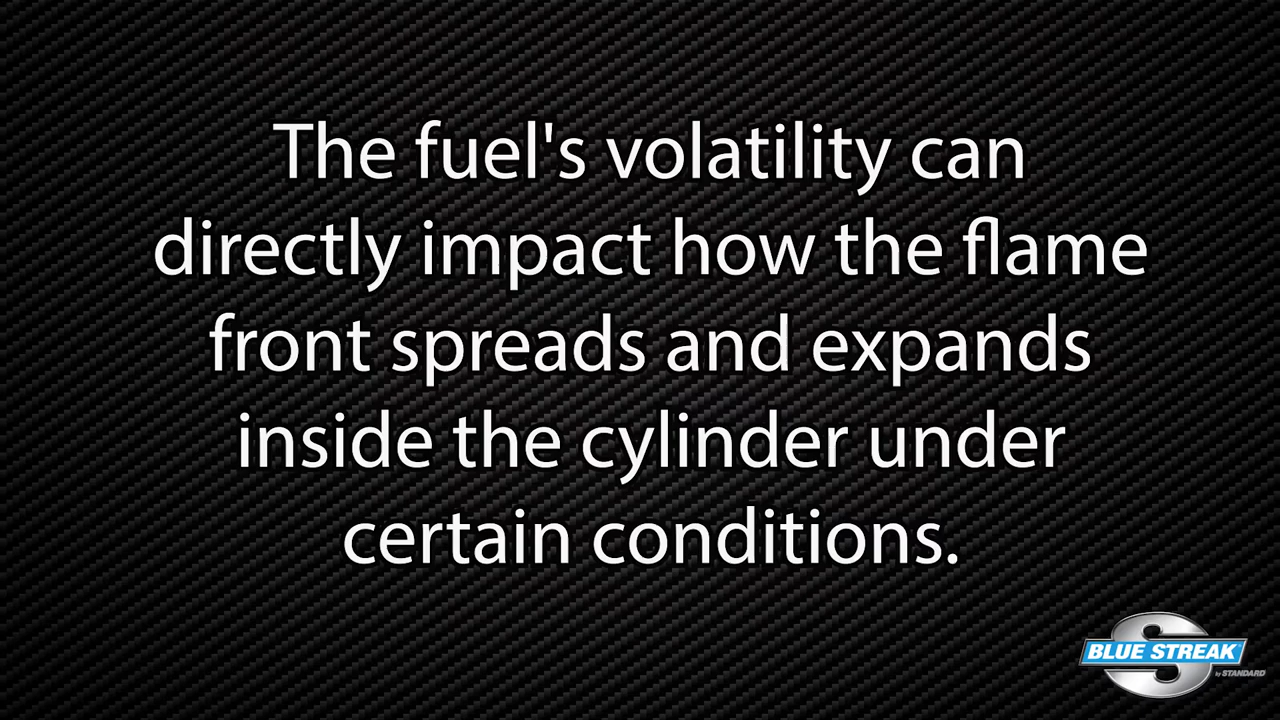 The fuel's volatility can
directly impact how the flame
front spreads and expands
inside the cylinder under
certain conditions.
S
BLUE STREAK
by STANDARD